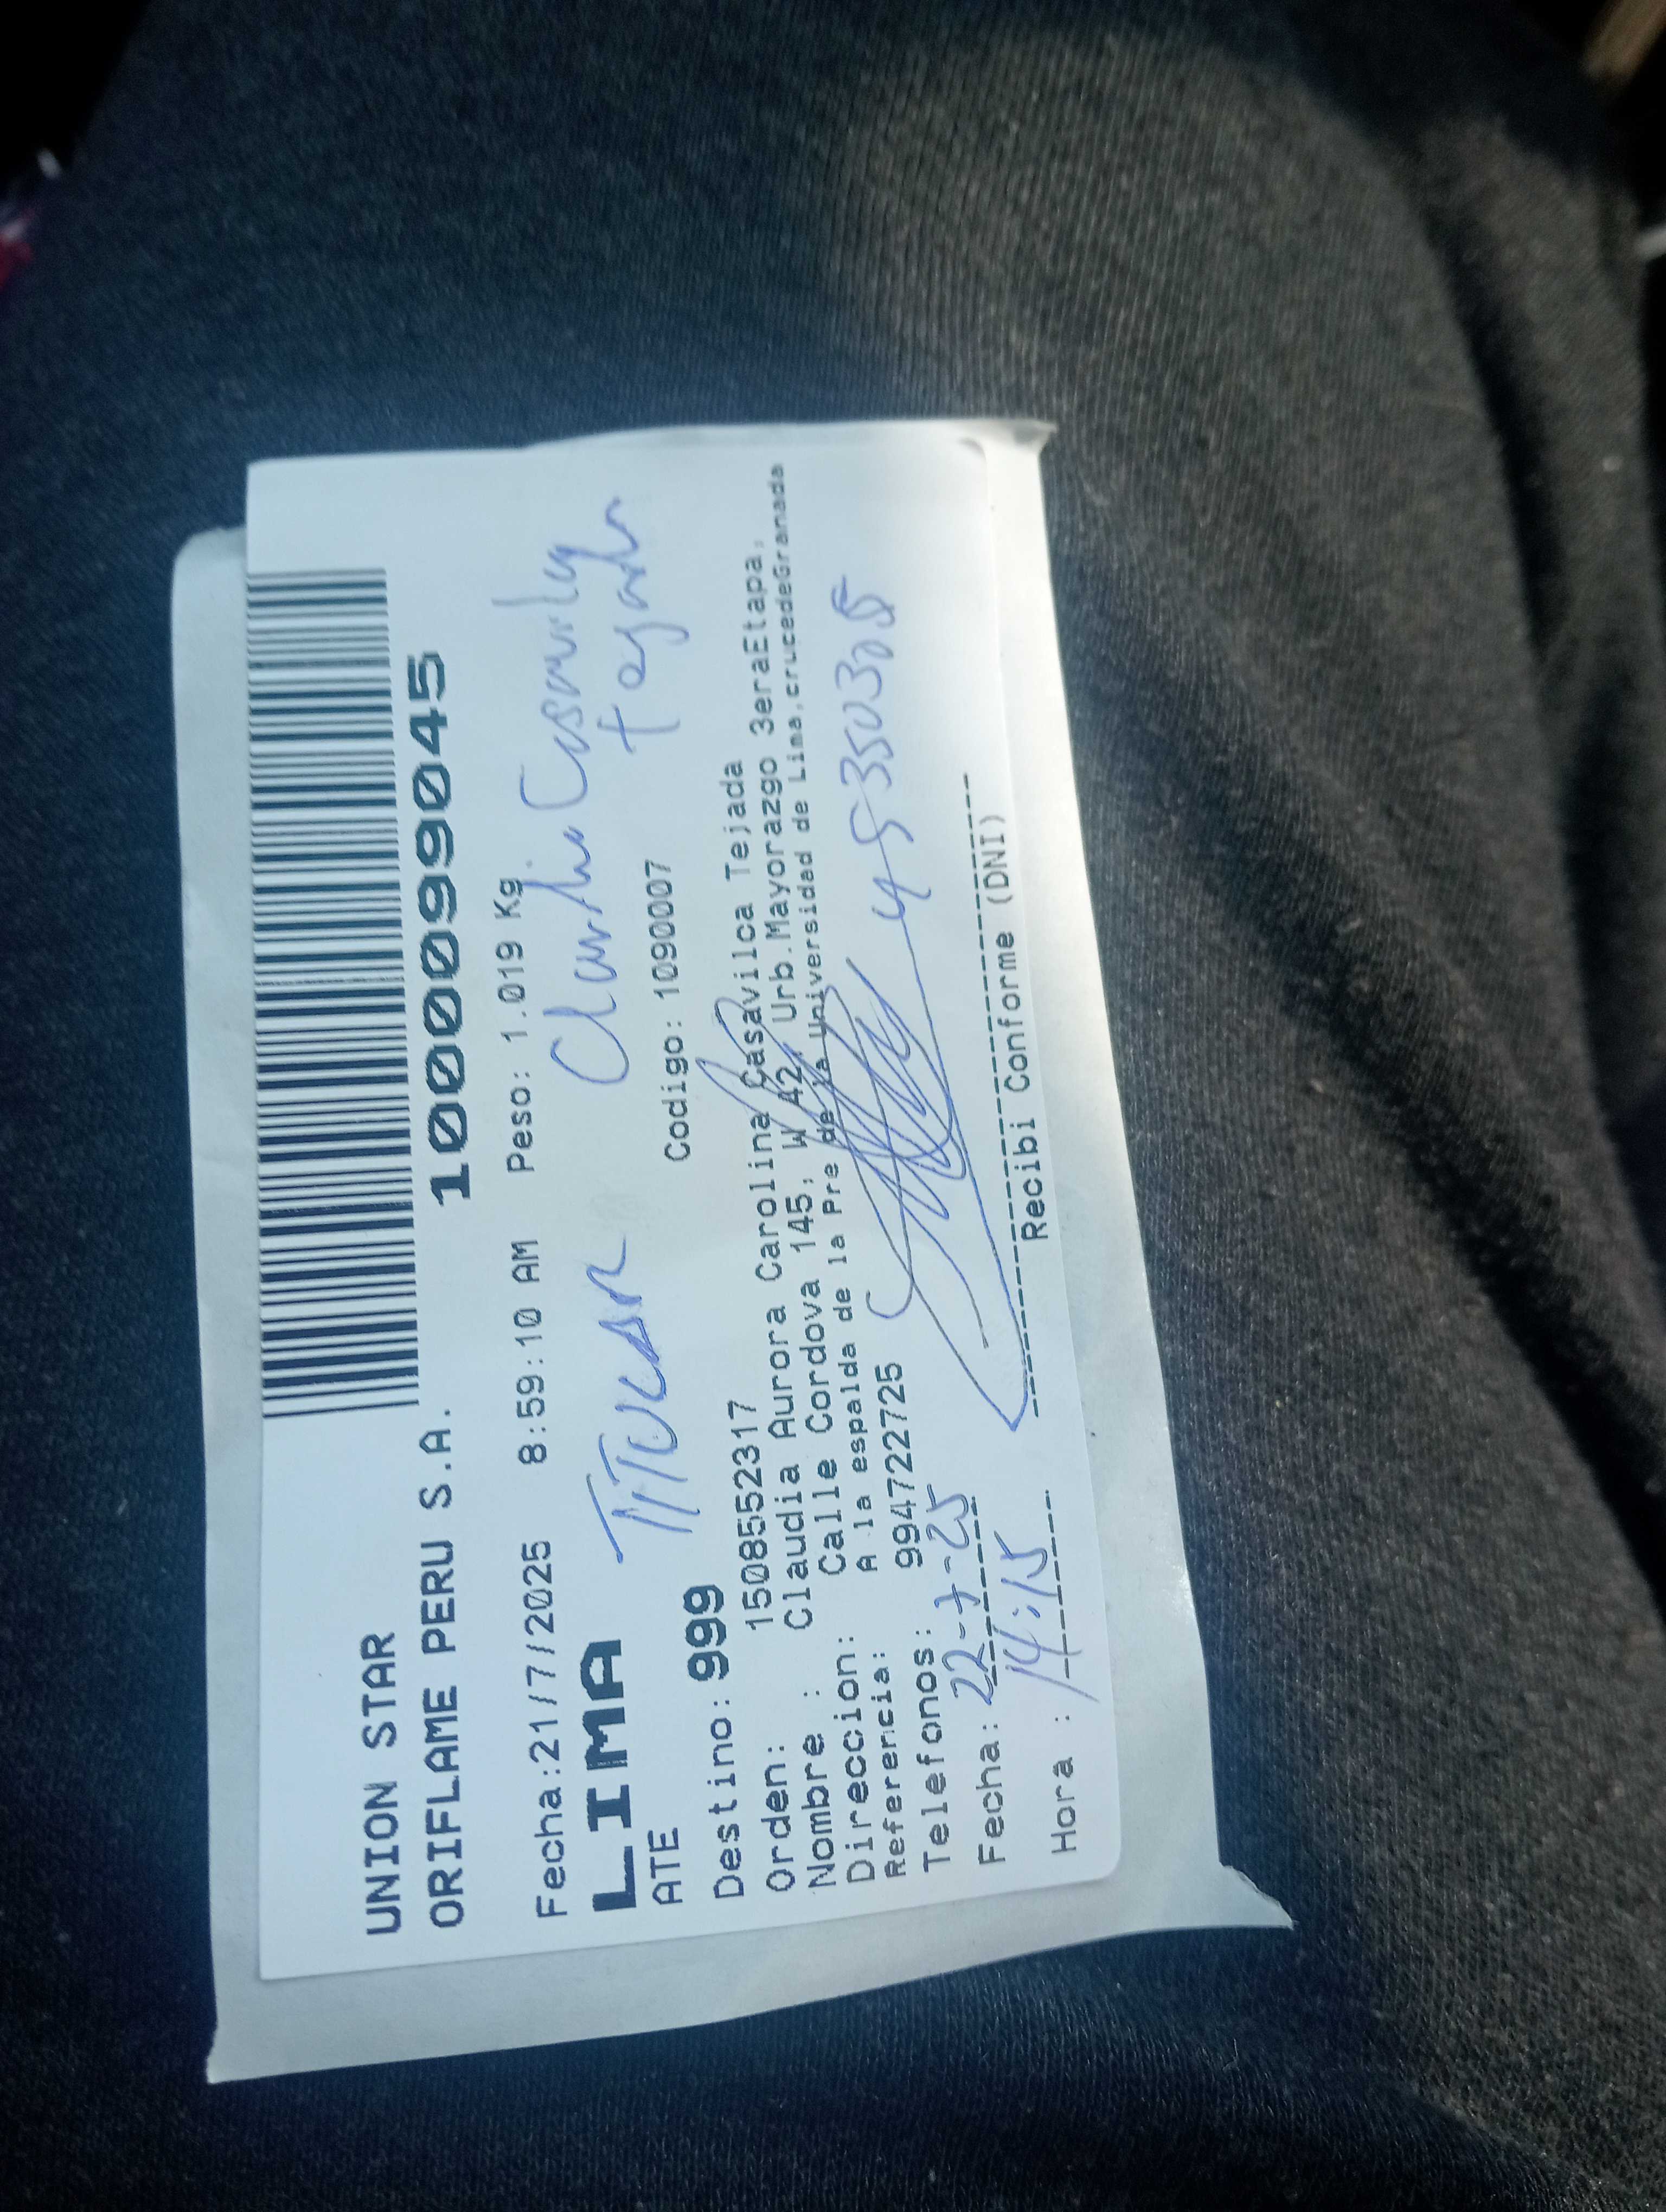 UNION STAR
ORIFLAME PERU S.A.
1000099045
Fecha:21/7/2025 8:59:10 AM Peso: 1.019 Kg
LIMA
TITULAR Claudia Casavilca
Tejada
ATE
Codigo: 1090007
Destino: 999
Orden: 1508552317
Nombre : Claudia Aurora Carolina Casavilca Tejada
Direccion: Calle Cordova 145, W 42, Urb.Mayorazgo 3eraEtapa,
Referencia: A la espalda de la Pre de la Universidad de Lima,crucedeGranada
Telefonos: 994722725
Fecha: 22-7-25
Hora : 14:15
Recibi Conforme (DNI)